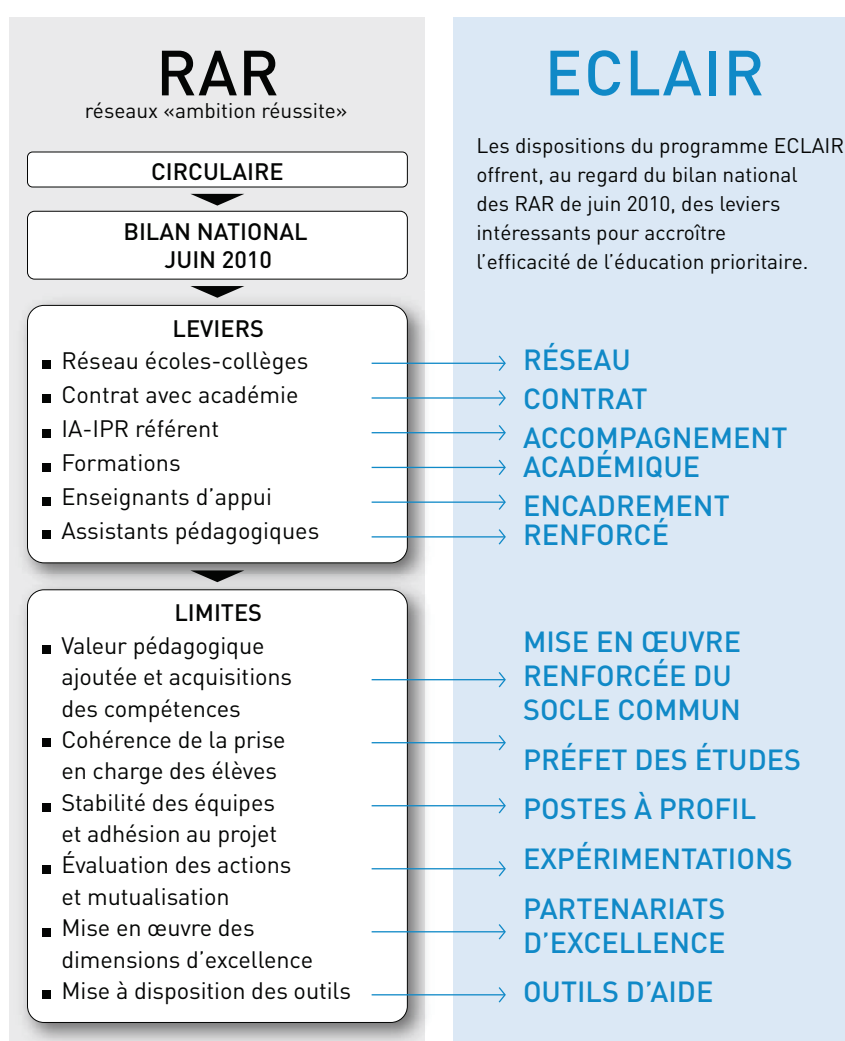 RAR
réseaux «ambition réussite»
CIRCULAIRE
BILAN NATIONAL
JUIN 2010
LEVIERS
Réseau écoles-collèges
Contrat avec académie
IA-IPR référent
Formations
Enseignants d'appui
Assistants pédagogiques
LIMITES
Valeur pédagogique
ajoutée et acquisitions
des compétences
Cohérence de la prise
en charge des élèves
Stabilité des équipes
et adhésion au projet
Évaluation des actions
et mutualisation
Mise en œuvre des
dimensions d'excellence
Mise à disposition des outils
ECLAIR
Les dispositions du programme ECLAIR
offrent, au regard du bilan national
des RAR de juin 2010, des leviers
intéressants pour accroître
l'efficacité de l'éducation prioritaire.
RÉSEAU
CONTRAT
ACCOMPAGNEMENT
ACADÉMIQUE
ENCADREMENT
RENFORCÉ
MISE EN ŒUVRE
RENFORCÉE DU
SOCLE COMMUN
PRÉFET DES ÉTUDES
POSTES À PROFIL
EXPÉRIMENTATIONS
PARTENARIATS
D'EXCELLENCE
OUTILS D'AIDE